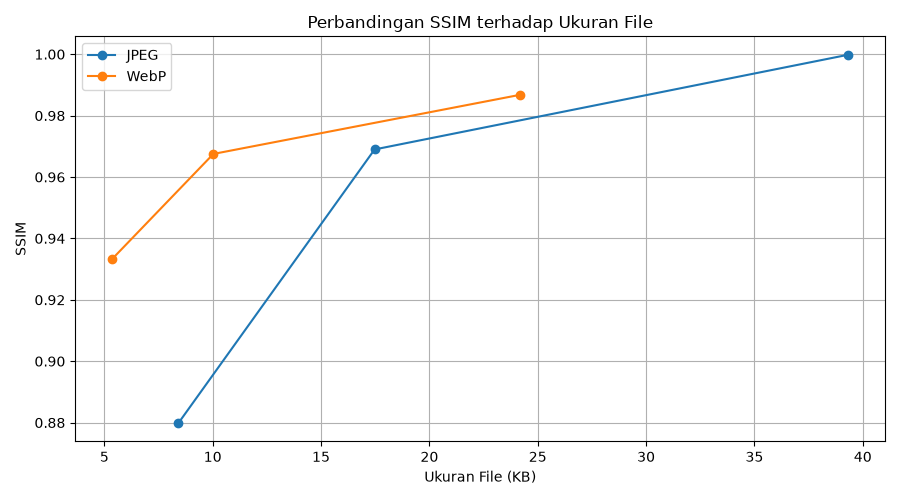 Perbandingan SSIM terhadap Ukuran File
JPEG
WebP
SSIM
1.00
0.98
0.96
0.94
0.92
0.90
0.88
5 10 15 20 25 30 35 40
Ukuran File (KB)